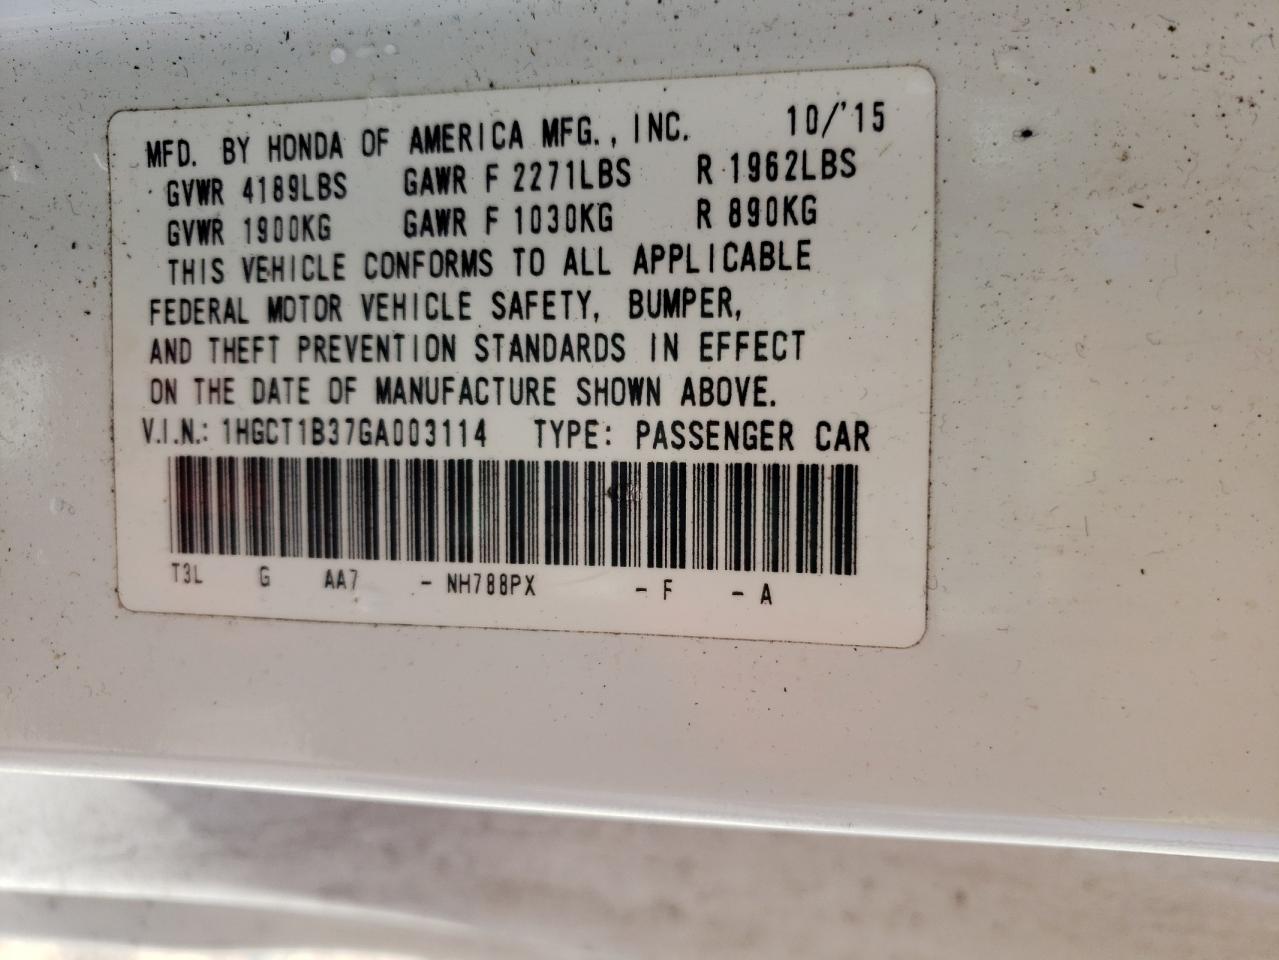 MFD. BY HONDA OF AMERICA MFG., INC. 10/'15
GVWR 4189LBS GAWR F 2271LBS R 1962LBS
GVWR 1900KG GAWR F 1030KG R 890KG
THIS VEHICLE CONFORMS TO ALL APPLICABLE
FEDERAL MOTOR VEHICLE SAFETY, BUMPER,
AND THEFT PREVENTION STANDARDS IN EFFECT
ON THE DATE OF MANUFACTURE SHOWN ABOVE.
V.I.N.: 1HGCT1B37GA003114 TYPE: PASSENGER CAR
T3L G AA7 - NH788PX - F - A